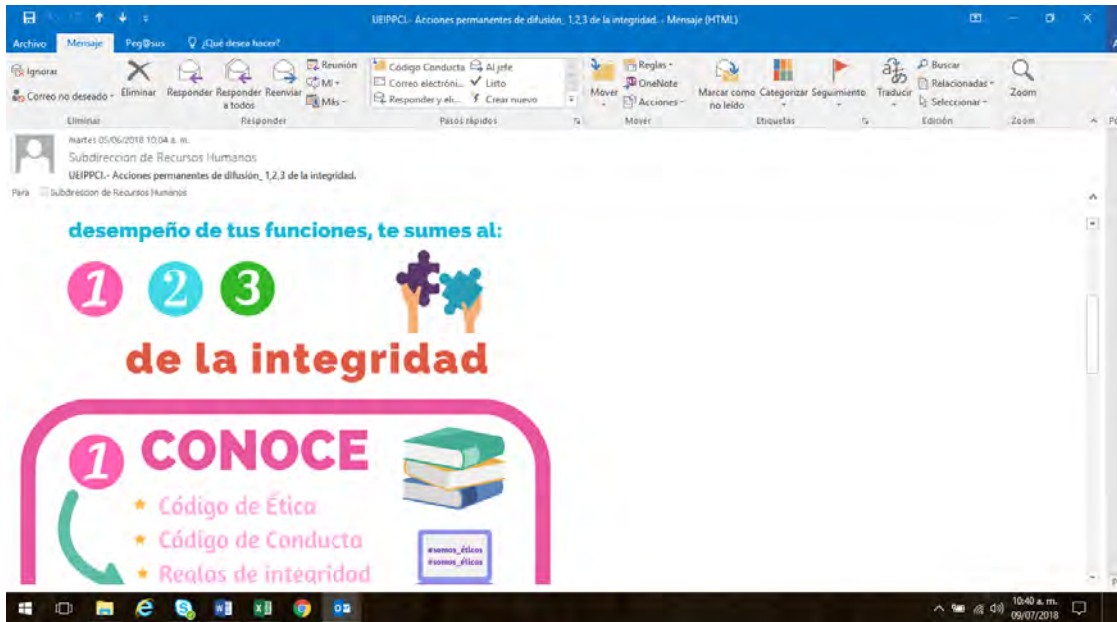 UEIPPCI.- Acciones permanentes de difusión_ 1,2,3 de la integridad. - Mensaje (HTML)
Archivo Mensaje Peg@sus ¿Qué desea hacer?
Ignorar
Correo no deseado
Eliminar
Responder Responder a todos Reenviar
Reunión
MI
Más
Código Conducta Al jefe
Correo electróni... Listo
Responder y eli... Crear nuevo
Mover
Reglas
OneNote
Acciones
Marcar como no leído
Categorizar
Seguimiento
Traducir
Buscar
Relacionadas
Seleccionar
Zoom
Eliminar Responder Pasos rápidos Mover Etiquetas Edición Zoom
martes 05/06/2018 10:04 a. m.
Subdireccion de Recursos Humanos
UEIPPCI.- Acciones permanentes de difusión_ 1,2,3 de la integridad.
Para Subdireccion de Recursos Humanos
desempeño de tus funciones, te sumes al:
1 2 3
de la integridad
1 CONOCE
Código de Ética
Código de Conducta
Reglas de integridad
#somos_éticos
#somos_éticos
10:40 a. m.
09/07/2018